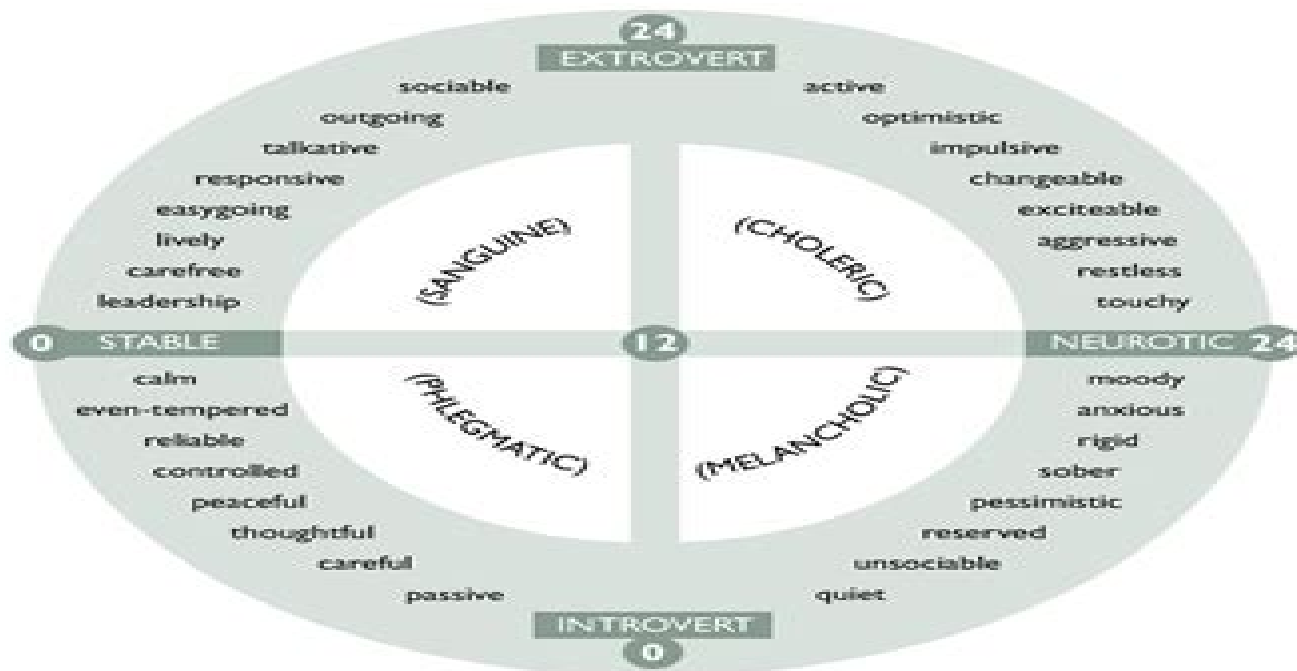 24
EXTROVERT
sociable active
outgoing optimistic
talkative impulsive
responsive changeable
easygoing exciteable
lively aggressive
carefree restless
leadership touchy
(SANGUINE) (CHOLERIC)
0 STABLE 12 NEUROTIC 24
calm moody
even-tempered anxious
reliable rigid
controlled sober
peaceful pessimistic
thoughtful reserved
careful unsociable
passive quiet
(PHLEGMATIC) (MELANCHOLIC)
INTROVERT
0